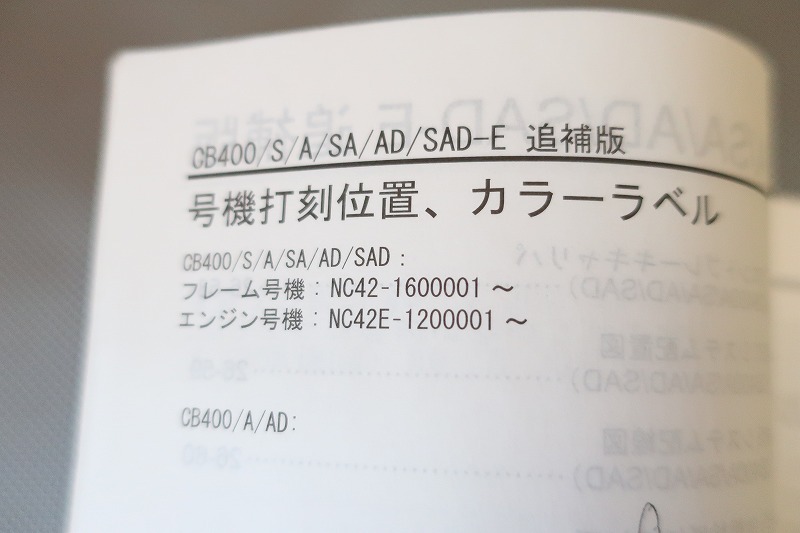 CB400/S/A/SA/AD/SAD-E 追補版
号機打刻位置、カラーラベル
CB400/S/A/SA/AD/SAD :
フレーム号機：NC42-1600001 ～
エンジン号機：NC42E-1200001 ～
CB400/A/AD: